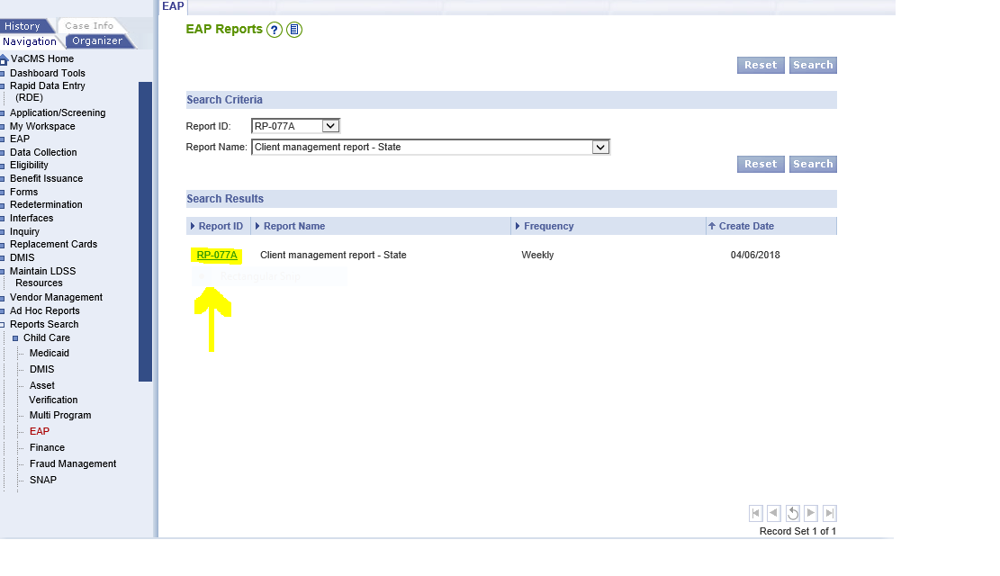 EAP
History
Case Info
Navigation
Organizer
VaCMS Home
Dashboard Tools
Rapid Data Entry
(RDE)
Application/Screening
My Workspace
EAP
Data Collection
Eligibility
Benefit Issuance
Forms
Redetermination
Interfaces
Inquiry
Replacement Cards
DMIS
Maintain LDSS
Resources
Vendor Management
Ad Hoc Reports
Reports Search
Child Care
Medicaid
DMIS
Asset
Verification
Multi Program
EAP
Finance
Fraud Management
SNAP
EAP Reports ?
Reset Search
Search Criteria
Report ID: RP-077A
Report Name: Client management report - State
Reset Search
Search Results
Report ID Report Name Frequency Create Date
RP-077A Client management report - State Weekly 04/06/2018
Rectangular Snip
Record Set 1 of 1